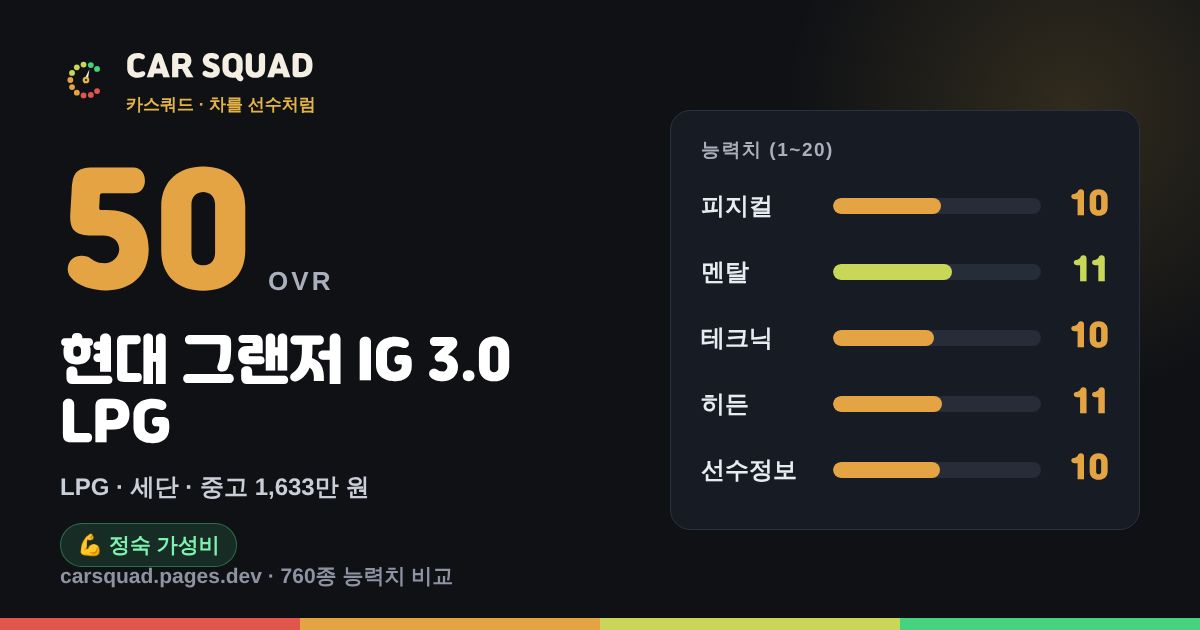 CAR SQUAD
카스쿼드 · 차를 선수처럼
50 OVR
현대 그랜저 IG 3.0
LPG
LPG · 세단 · 중고 1,633만 원
💪 정숙 가성비
carsquad.pages.dev · 760종 능력치 비교
능력치 (1~20)
피지컬 10
멘탈 11
테크닉 10
히든 11
선수정보 10